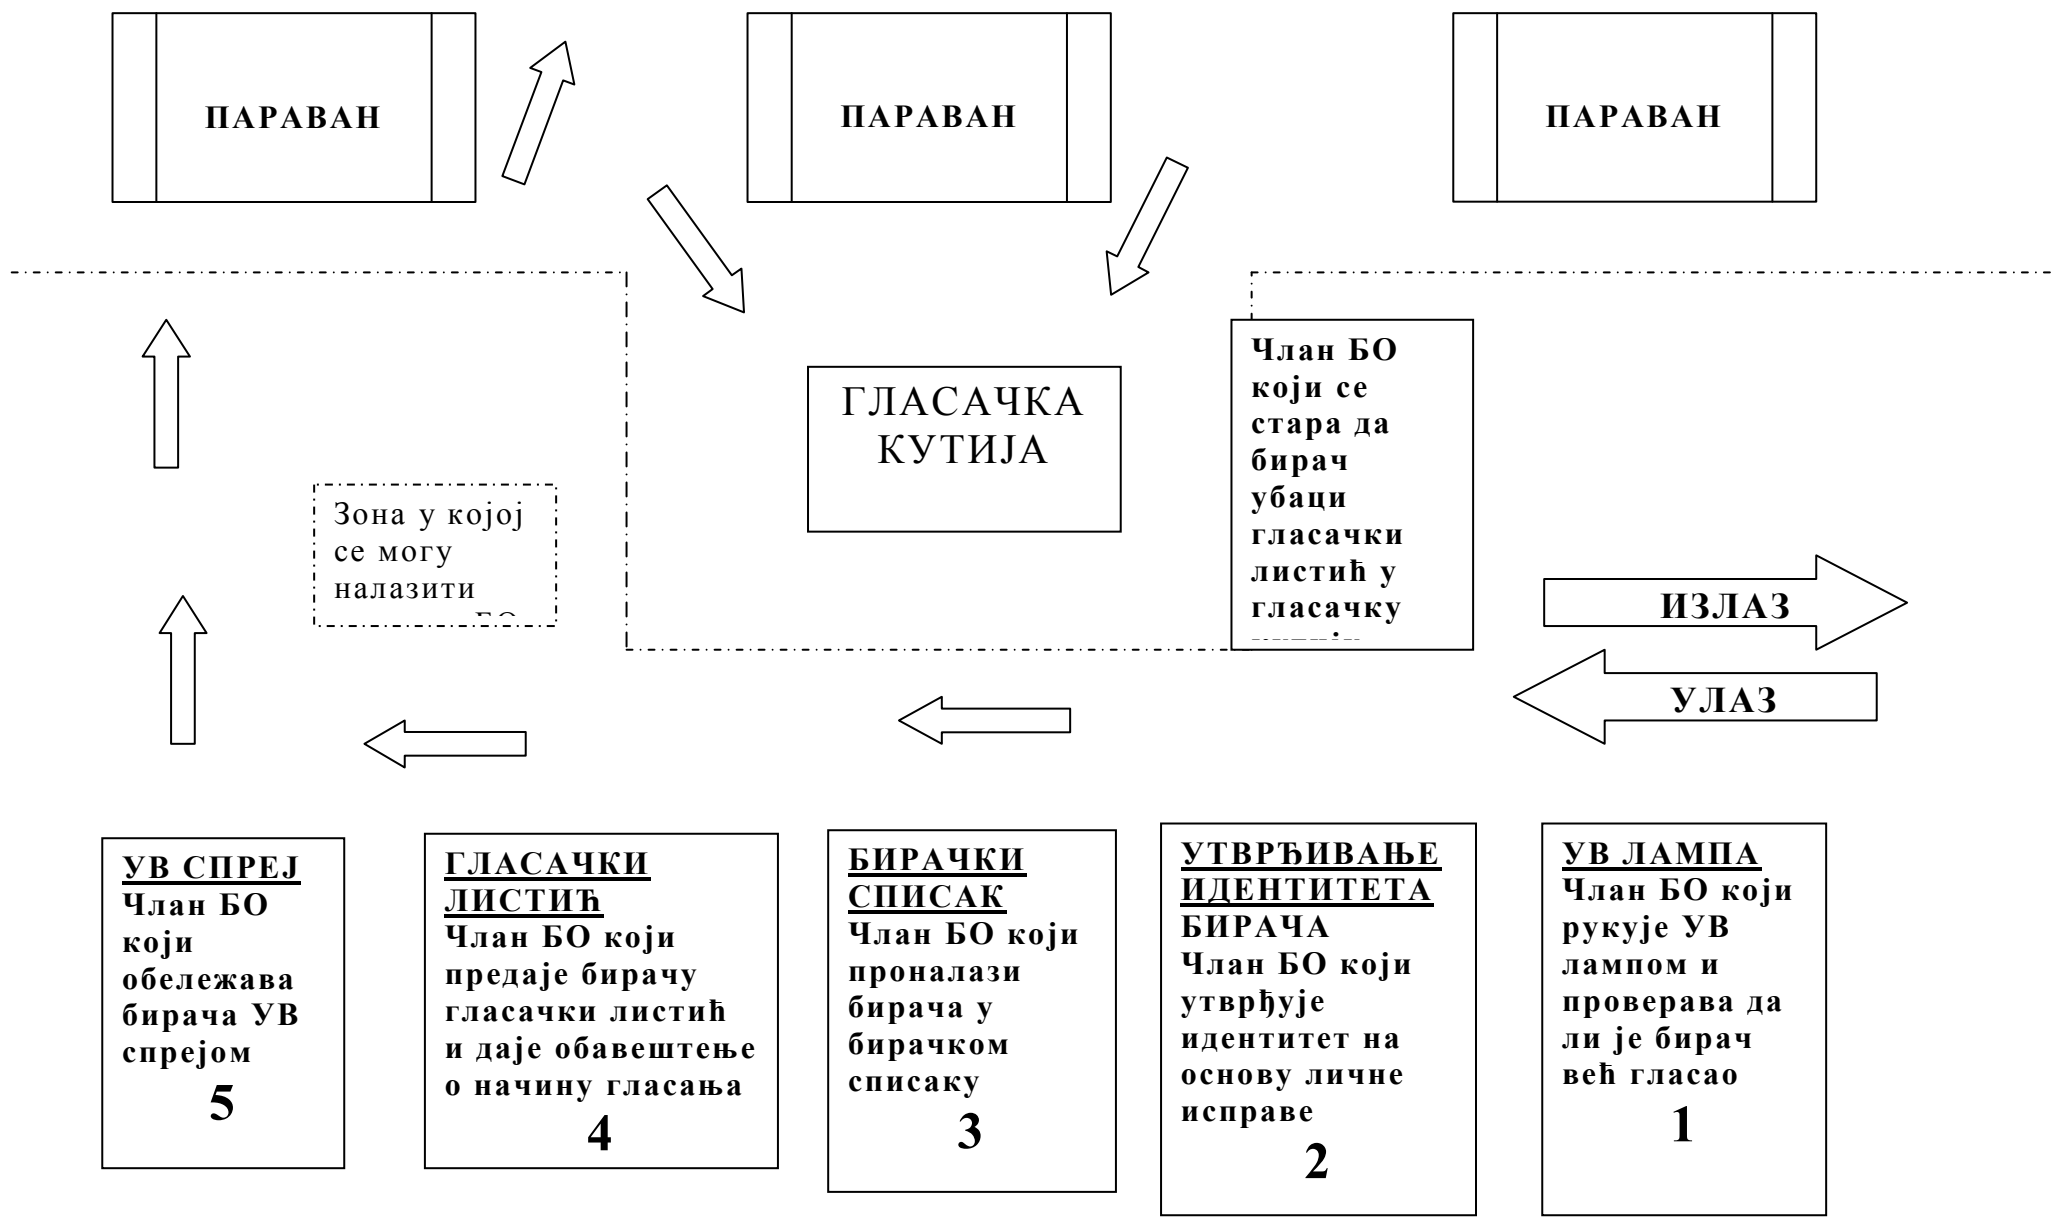 ПАРАВАН
ПАРАВАН
ПАРАВАН
ГЛАСАЧКА
КУТИЈА
Члан БО
који се
стара да
бирач
убаци
гласачки
листић у
гласачку
Зона у којој
се могу
налазити
ИЗЛАЗ
УЛАЗ
УВ СПРЕЈ
Члан БО
који
обележава
бирача УВ
спрејом
5
ГЛАСАЧКИ
ЛИСТИЋ
Члан БО који
предаје бирачу
гласачки листић
и даје обавештење
о начину гласања
4
БИРАЧКИ
СПИСАК
Члан БО који
проналази
бирача у
бирачком
списаку
3
УТВРЂИВАЊЕ
ИДЕНТИТЕТА
БИРАЧА
Члан БО који
утврђује
идентитет на
основу личне
исправе
2
УВ ЛАМПА
Члан БО који
рукује УВ
лампом и
проверава да
ли је бирач
већ гласао
1